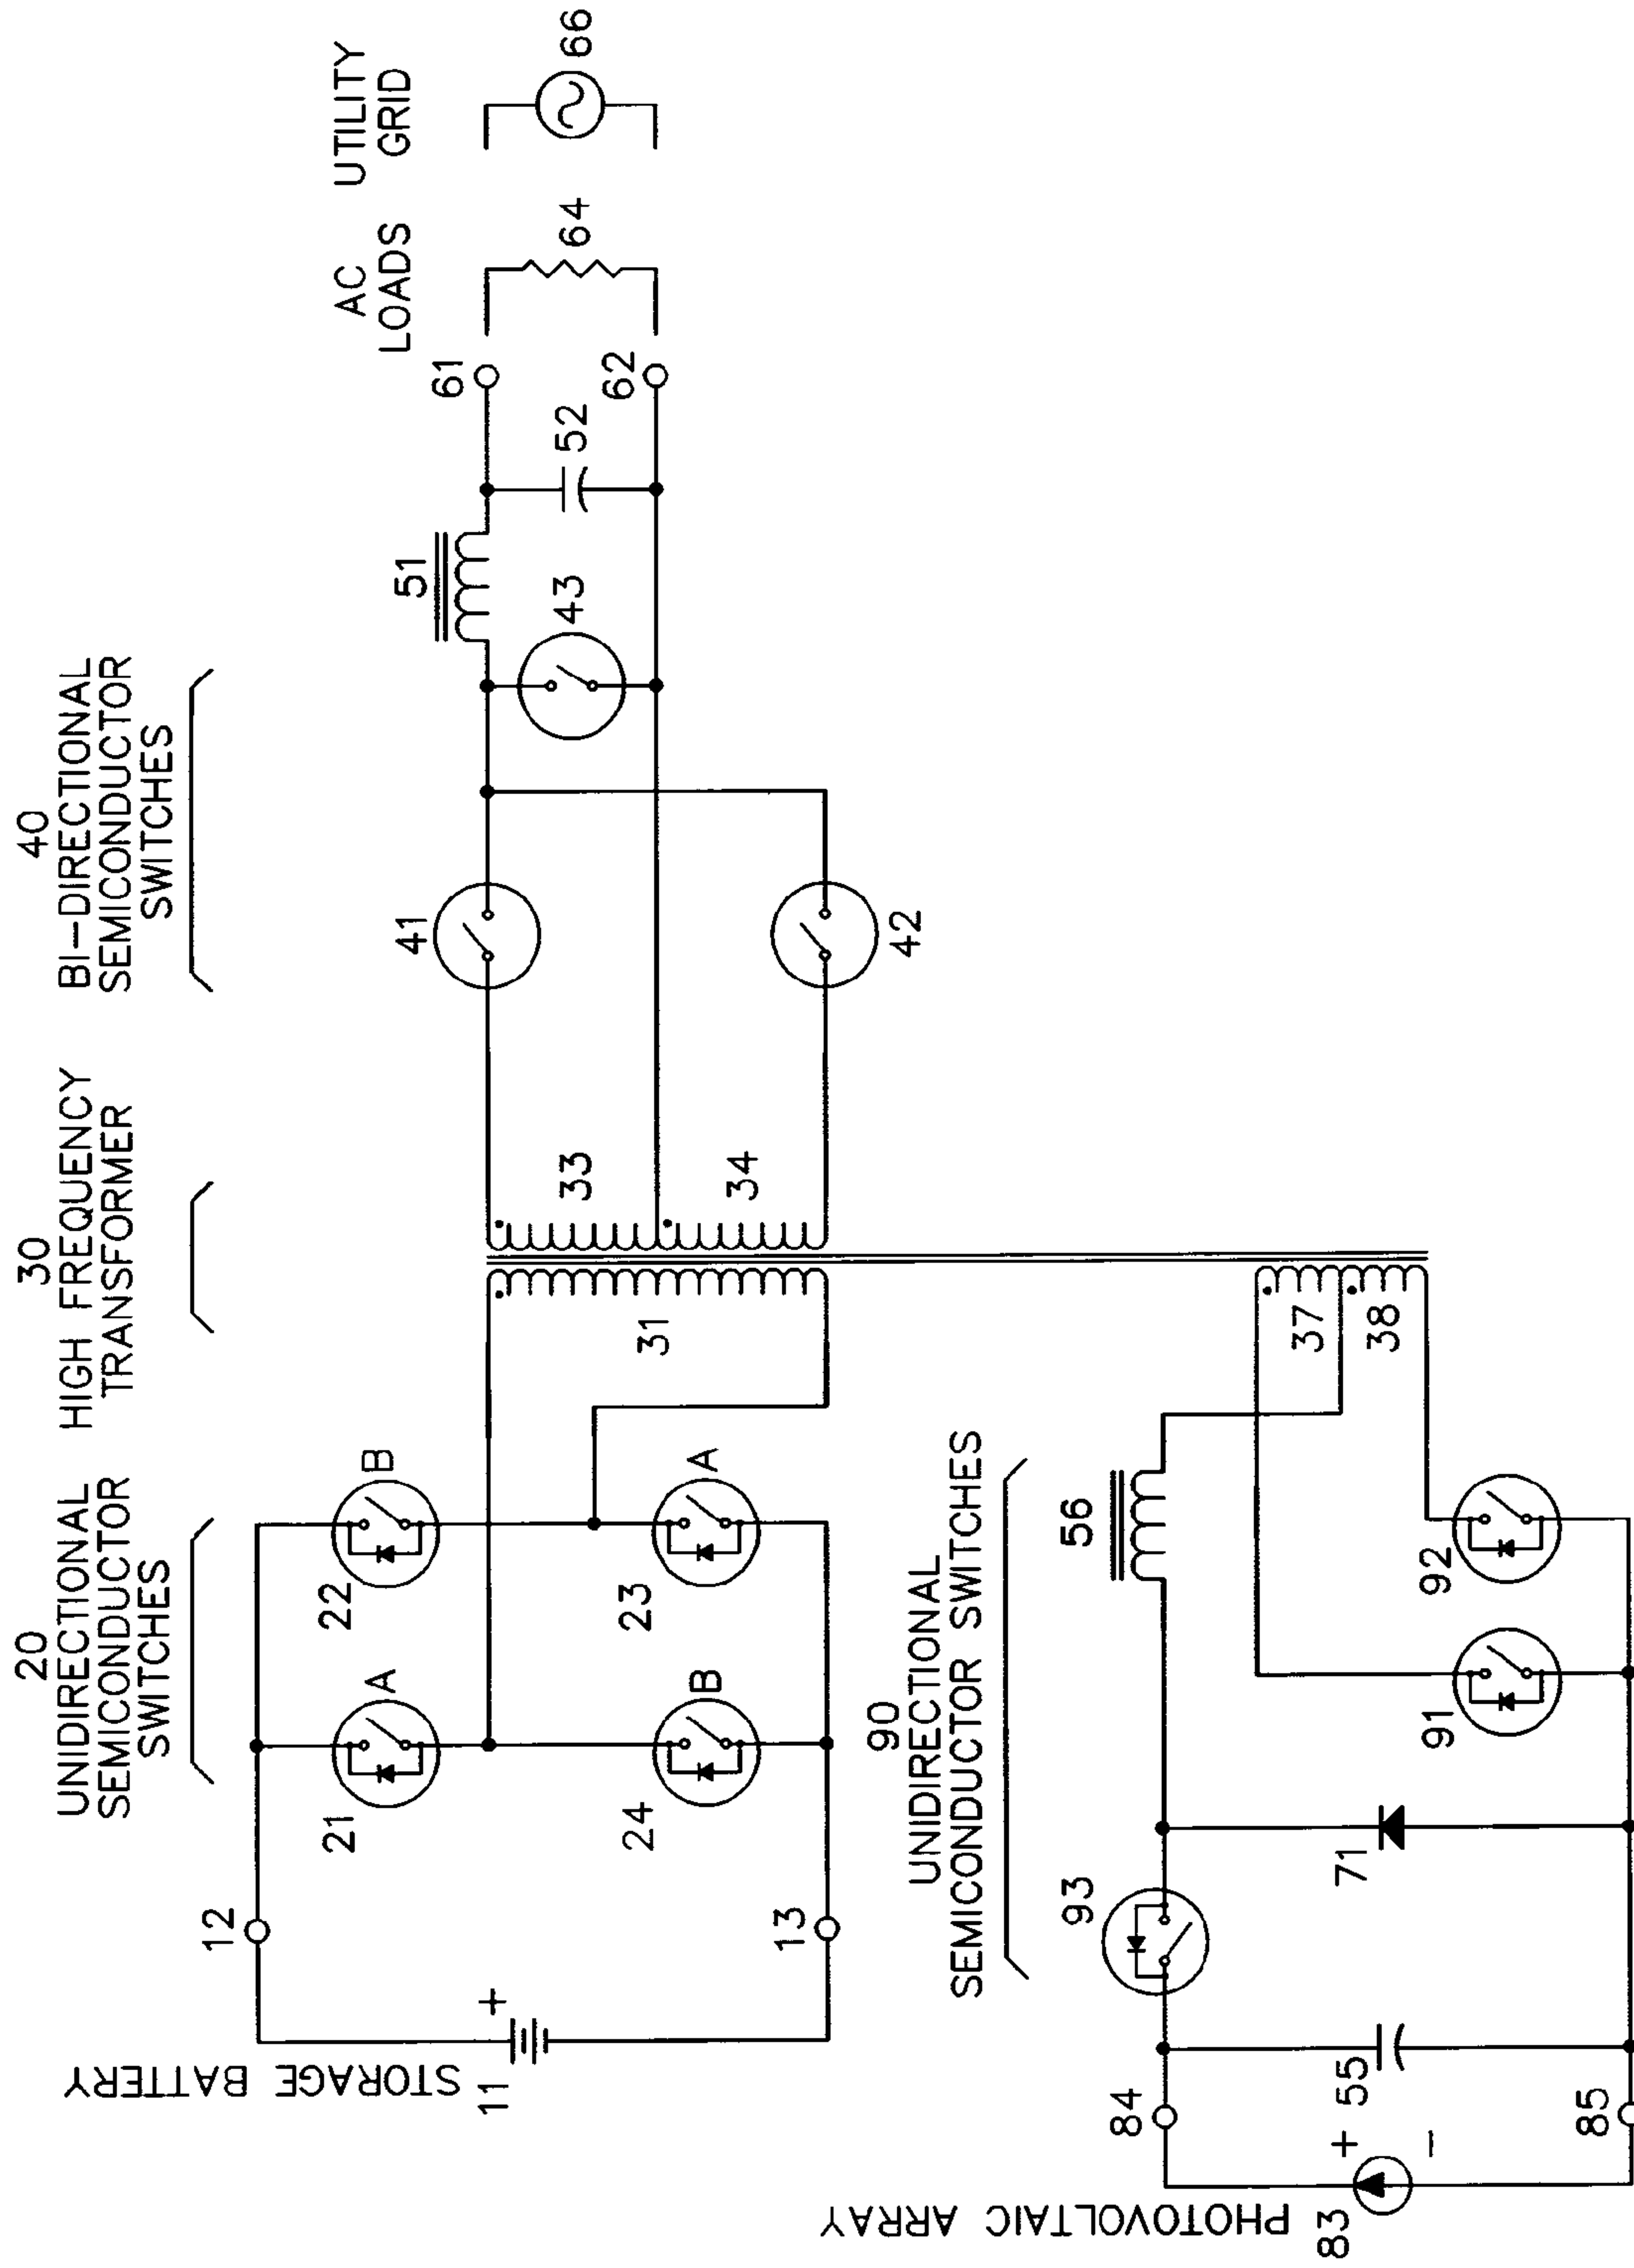 20
UNIDIRECTIONAL
SEMICONDUCTOR
SWITCHES
30
HIGH FREQUENCY
TRANSFORMER
40
BI-DIRECTIONAL
SEMICONDUCTOR
SWITCHES
AC
LOADS
UTILITY
GRID
STORAGE BATTERY
11
+
12
13
21
A
22
B
23
A
24
B
31
33
34
41
42
43
51
52
61
62
64
66
90
UNIDIRECTIONAL
SEMICONDUCTOR SWITCHES
PHOTOVOLTAIC ARRAY
83
+
-
84
85
55
93
71
56
91
92
37
38